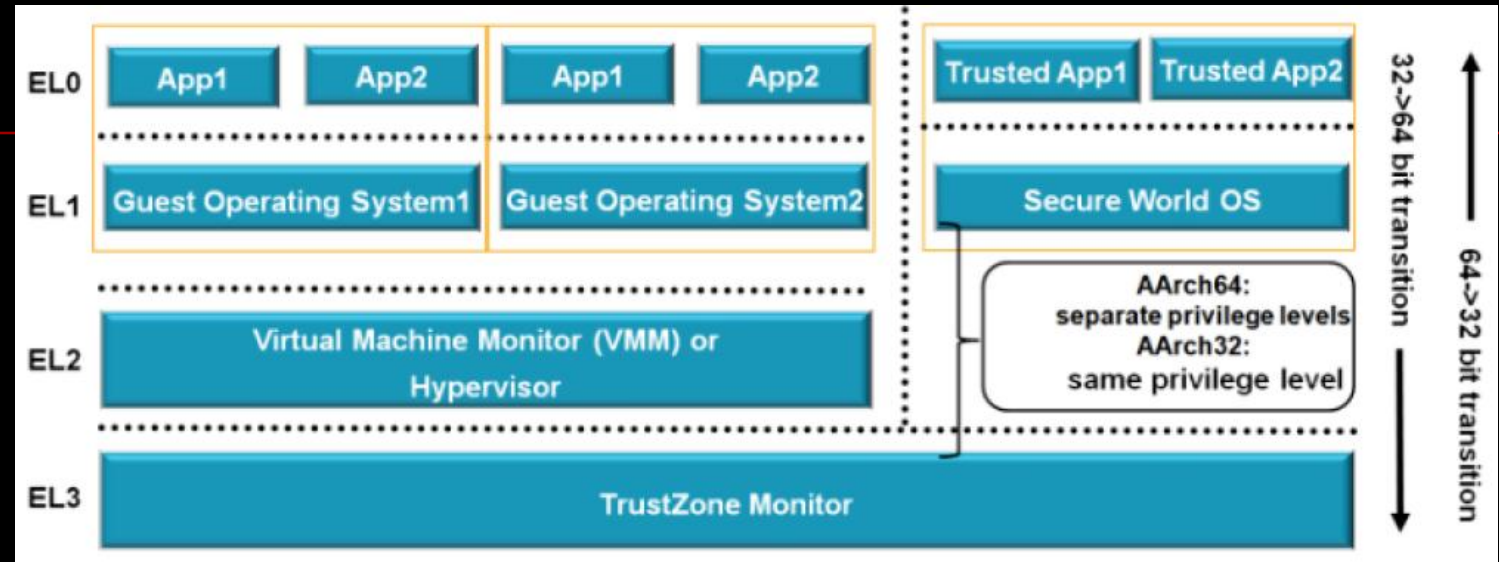 EL0
App1
App2
App1
App2
Trusted App1
Trusted App2
EL1
Guest Operating System1
Guest Operating System2
Secure World OS
AArch64:
separate privilege levels
AArch32:
same privilege level
EL2
Virtual Machine Monitor (VMM) or
Hypervisor
EL3
TrustZone Monitor
32->64 bit transition
64->32 bit transition